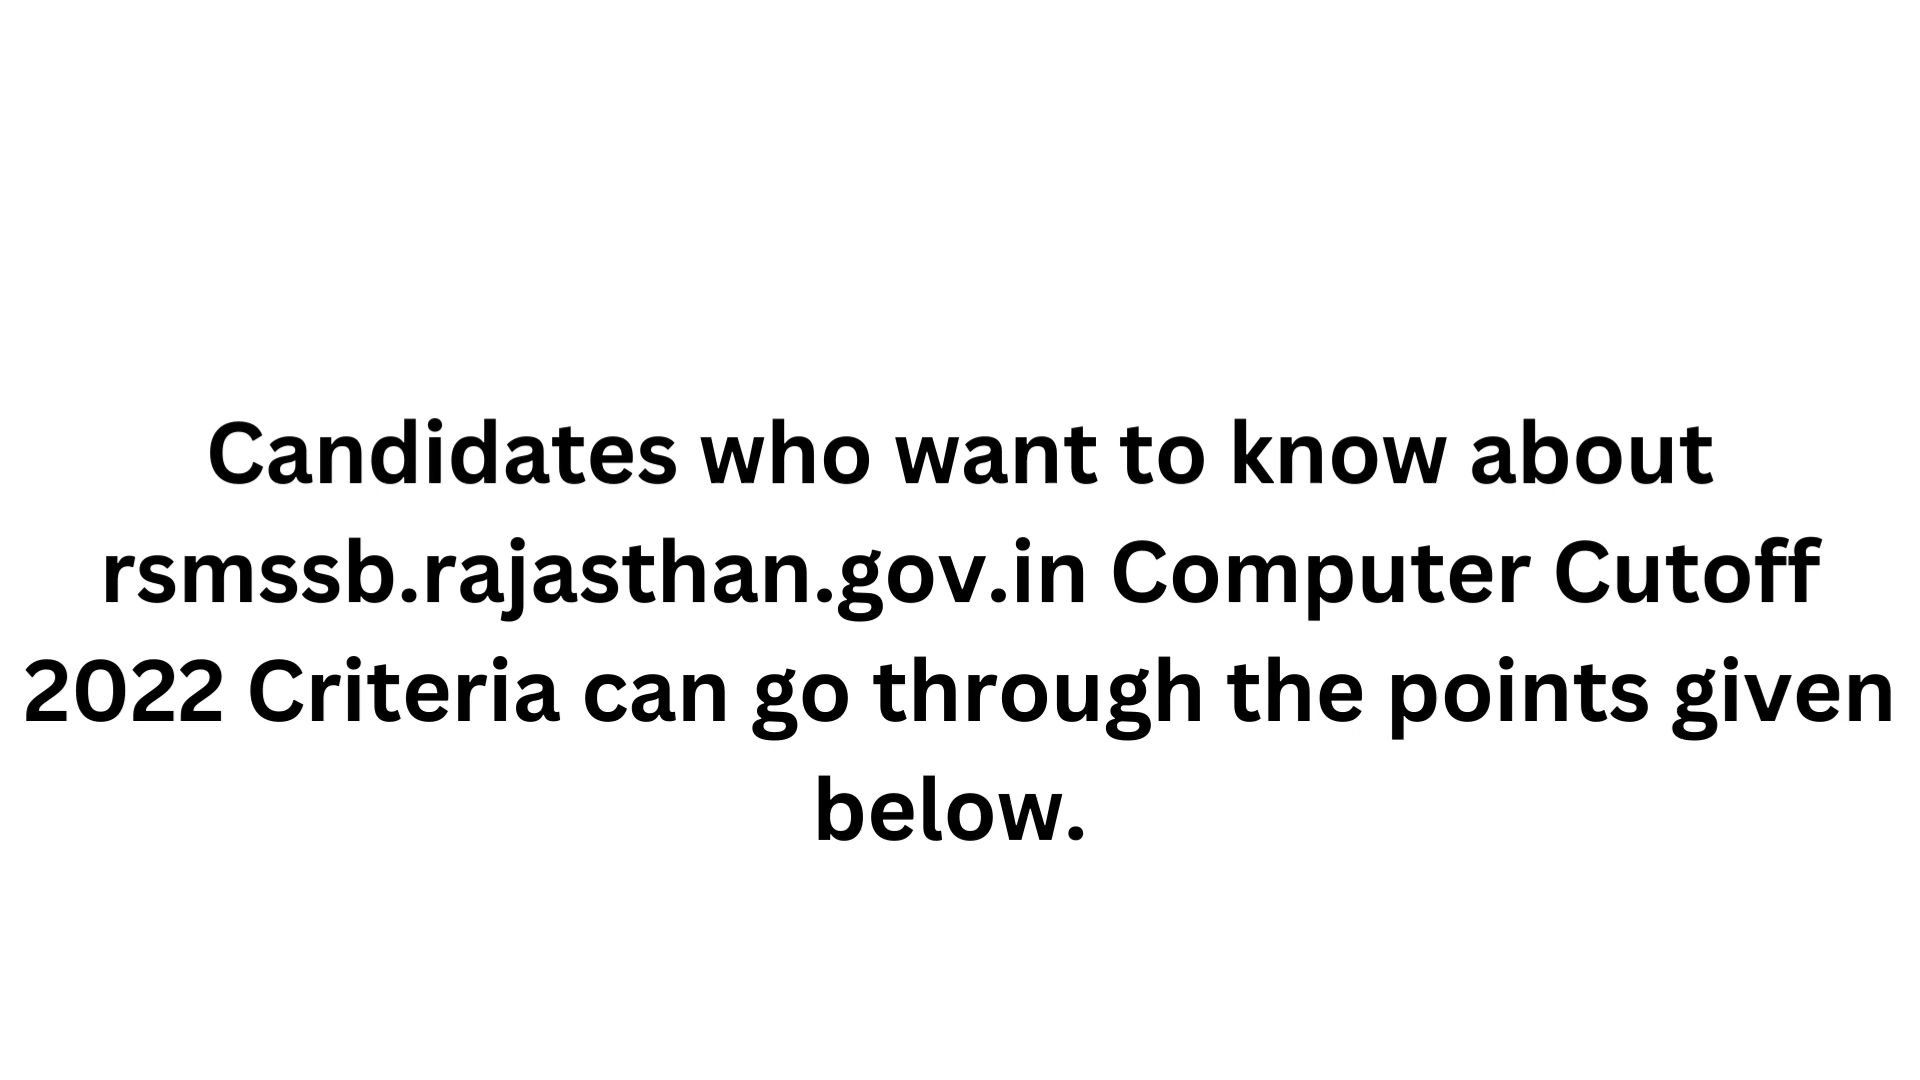 Candidates who want to know about
rsmssb.rajasthan.gov.in Computer Cutoff
2022 Criteria can go through the points given
below.